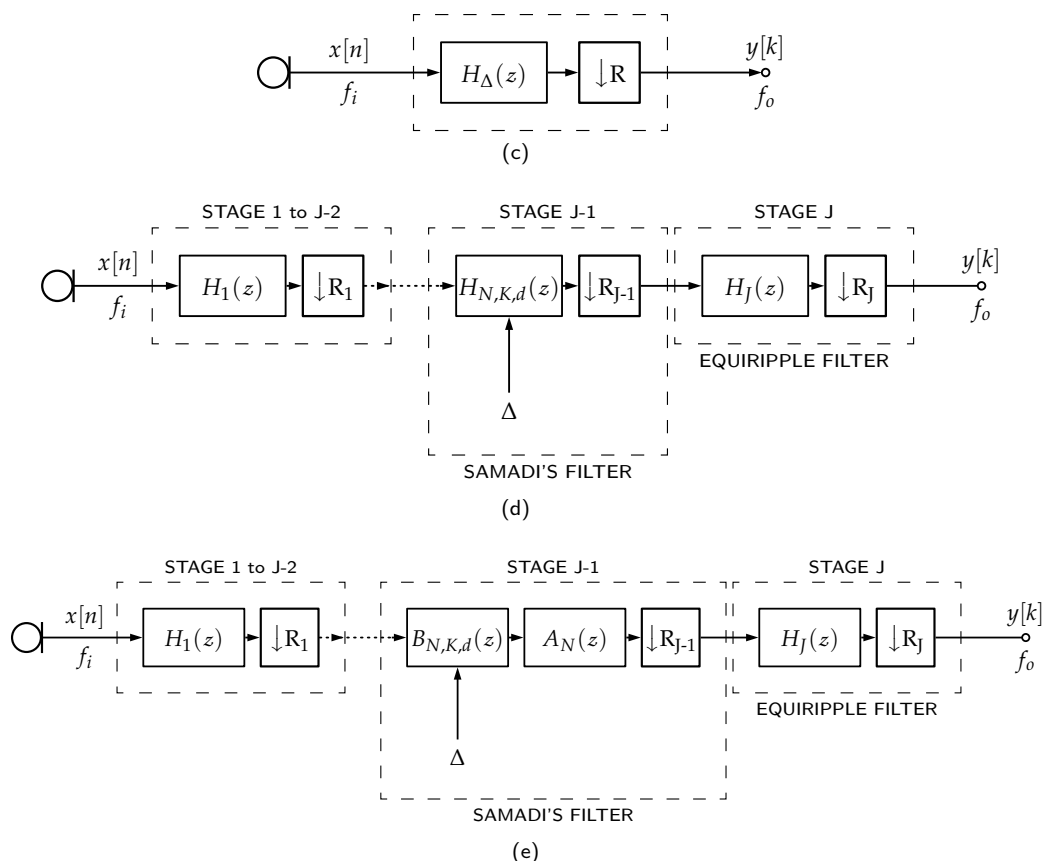 x[n] y[k]
H_Δ(z) ↓R
f_i f_o
(c)
STAGE 1 to J-2 STAGE J-1 STAGE J
x[n] y[k]
H_1(z) ↓R_1 H_{N,K,d}(z) ↓R_{J-1} H_J(z) ↓R_J
f_i f_o
EQUIRIPPLE FILTER
Δ
SAMADI'S FILTER
(d)
STAGE 1 to J-2 STAGE J-1 STAGE J
x[n] y[k]
H_1(z) ↓R_1 B_{N,K,d}(z) A_N(z) ↓R_{J-1} H_J(z) ↓R_J
f_i f_o
EQUIRIPPLE FILTER
Δ
SAMADI'S FILTER
(e)